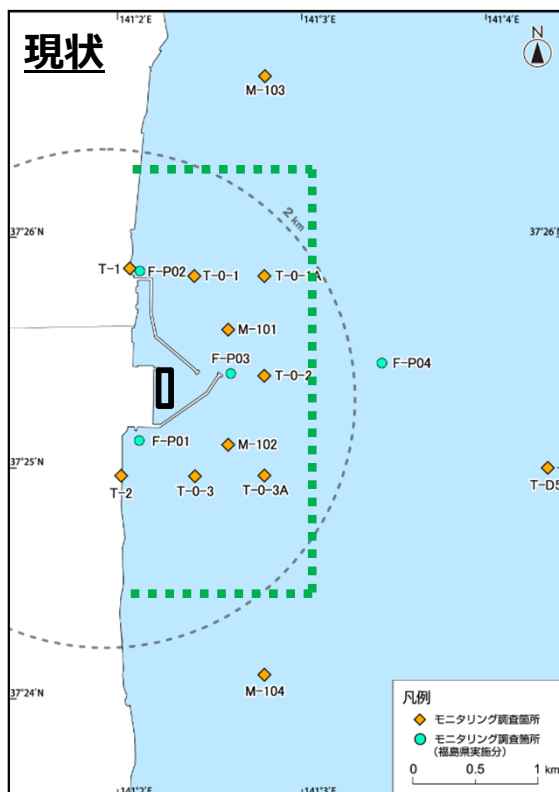 141°2′E
141°3′E
141°4′E
現状
N
M-103
2 km
37°26′N
37°26′N
T-1
F-P02
T-0-1
T-0-1A
M-101
F-P03
T-0-2
F-P04
F-P01
M-102
37°25′N
T-2
T-0-3
T-0-3A
T-D5
37°24′N
M-104
凡例
モニタリング調査箇所
モニタリング調査箇所
（福島県実施分）
0 0.5 1 km
141°2′E
141°3′E